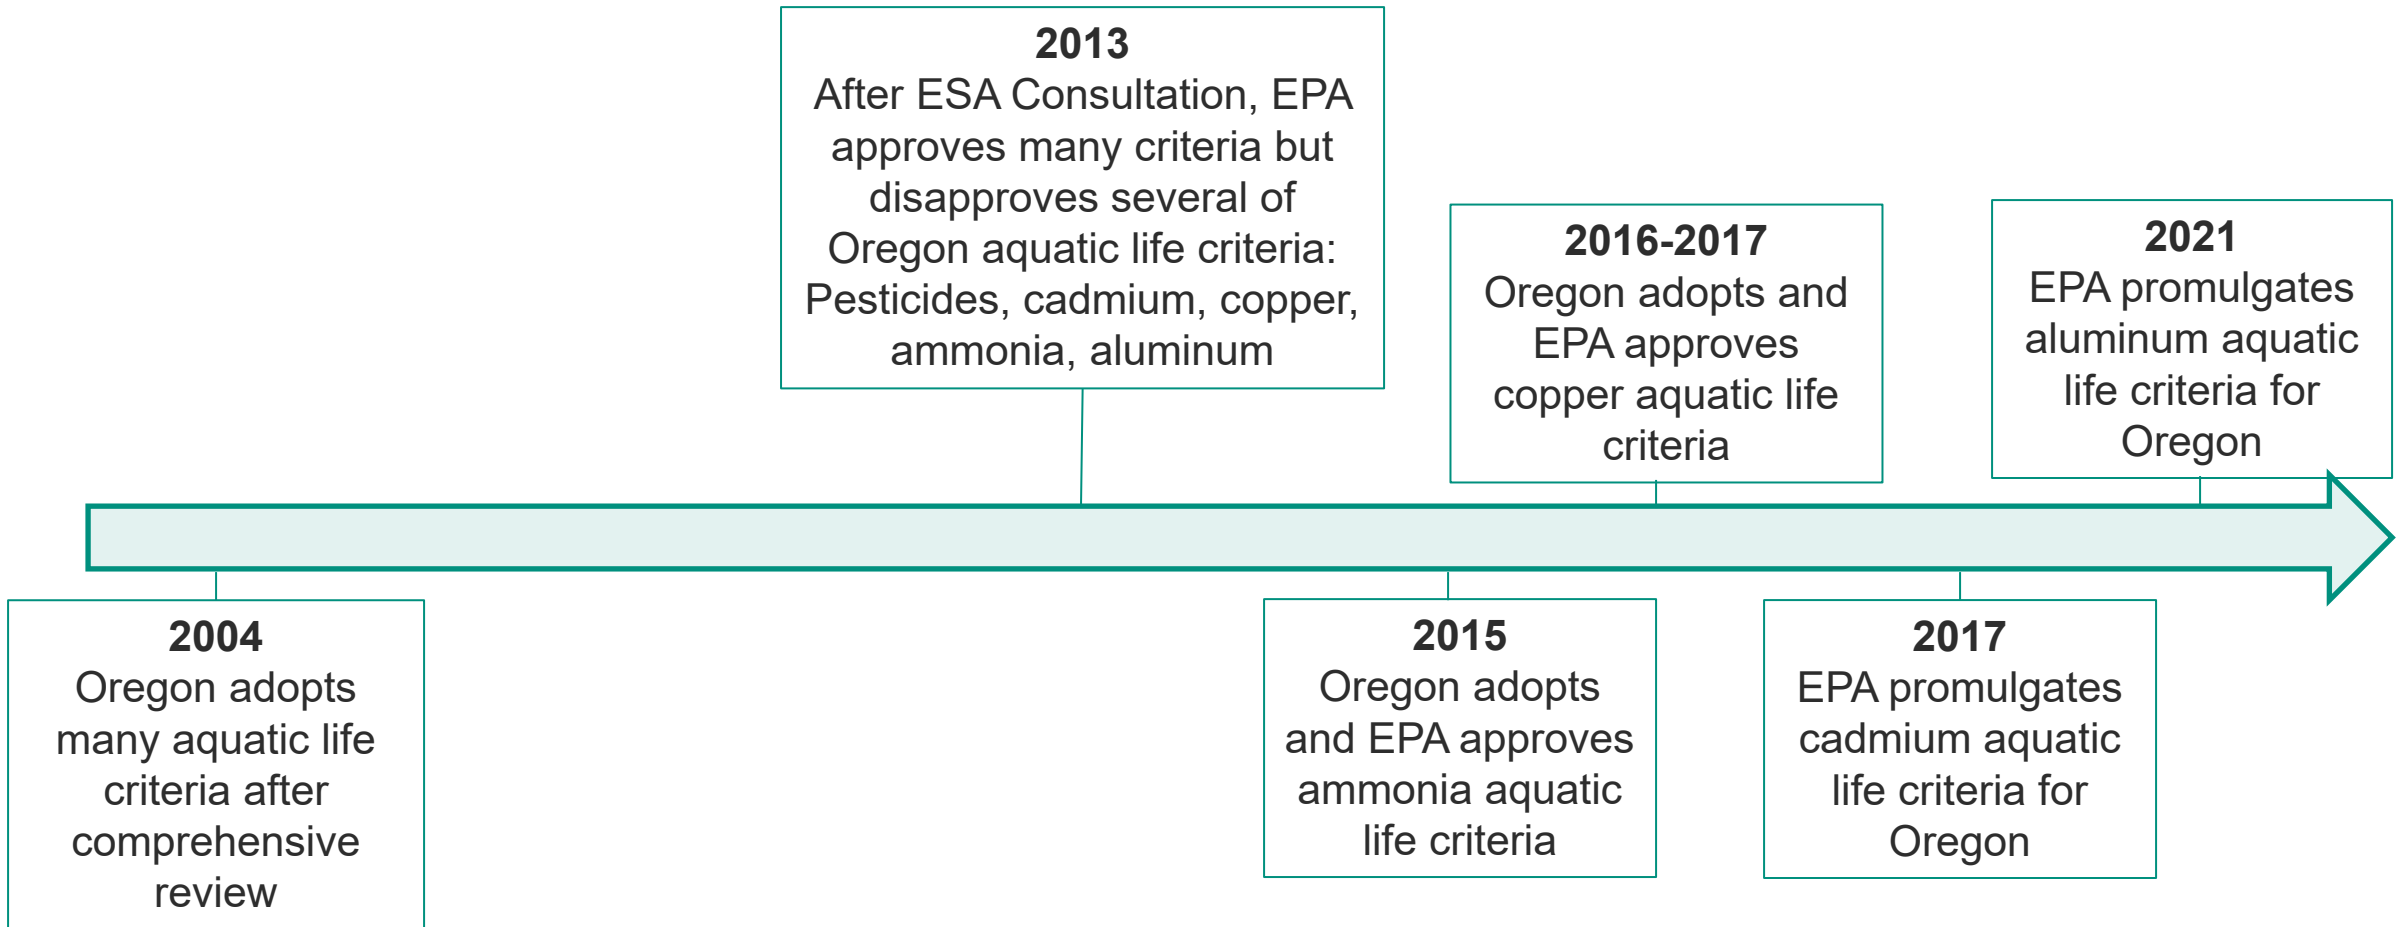 2013
After ESA Consultation, EPA
approves many criteria but
disapproves several of
Oregon aquatic life criteria:
Pesticides, cadmium, copper,
ammonia, aluminum
2016-2017
Oregon adopts and
EPA approves
copper aquatic life
criteria
2021
EPA promulgates
aluminum aquatic
life criteria for
Oregon
2004
Oregon adopts
many aquatic life
criteria after
comprehensive
review
2015
Oregon adopts
and EPA approves
ammonia aquatic
life criteria
2017
EPA promulgates
cadmium aquatic
life criteria for
Oregon